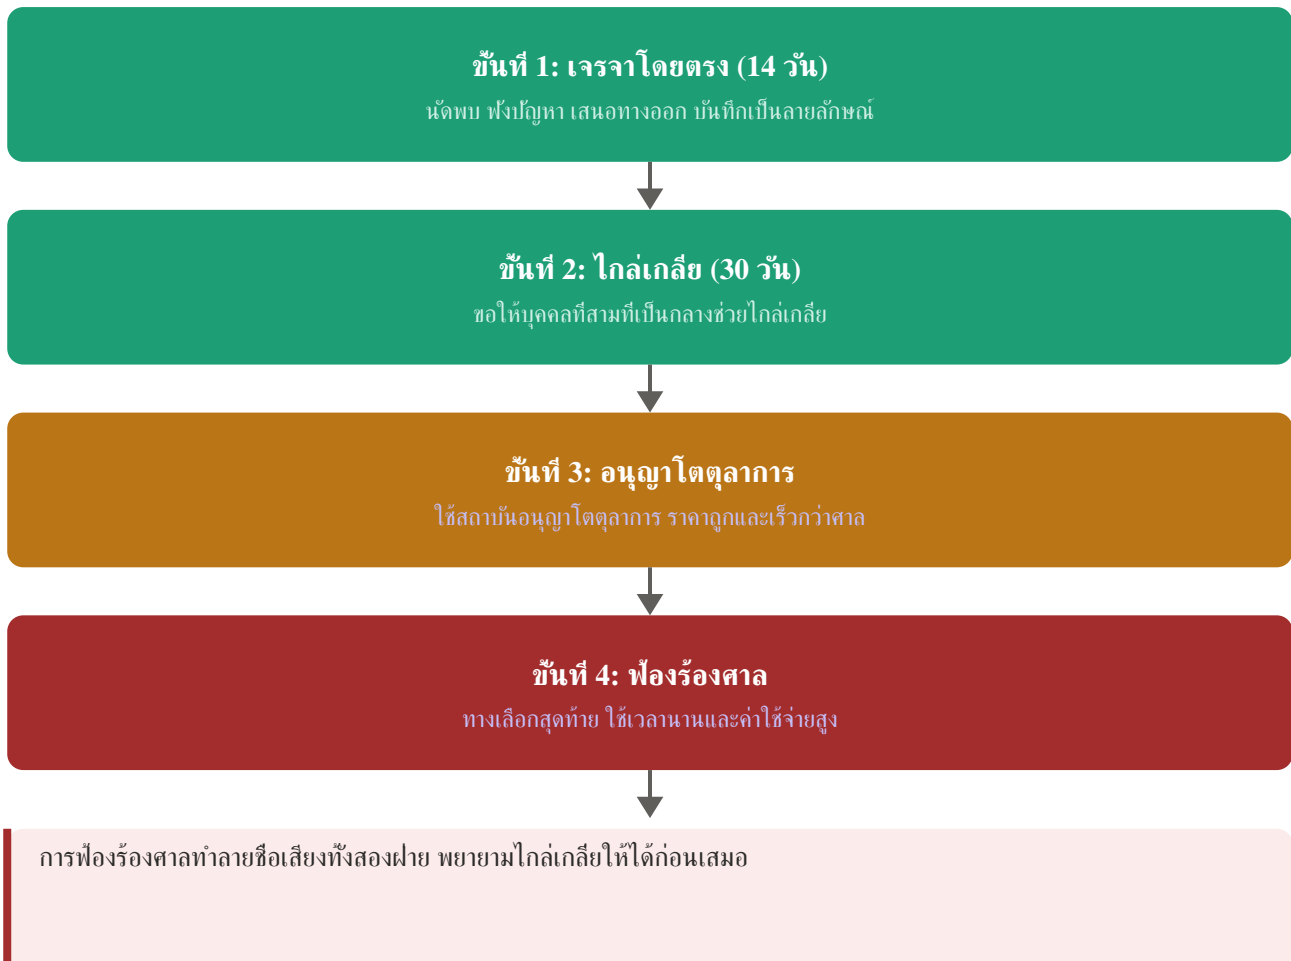 ขั้นที่ 1: เจรจาโดยตรง (14 วัน)
นัดพบ ฟังปัญหา เสนอทางออก บันทึกเป็นลายลักษณ์
ขั้นที่ 2: ไกล่เกลี่ย (30 วัน)
ขอให้บุคคลที่สามที่เป็นกลางช่วยไกล่เกลี่ย
ขั้นที่ 3: อนุญาโตตุลาการ
ใช้สถาบันอนุญาโตตุลาการ ราคาถูกและเร็วกว่าศาล
ขั้นที่ 4: ฟ้องร้องศาล
ทางเลือกสุดท้าย ใช้เวลานานและค่าใช้จ่ายสูง
การฟ้องร้องศาลทำลายชื่อเสียงทั้งสองฝ่าย พยายามไกล่เกลี่ยให้ได้ก่อนเสมอ